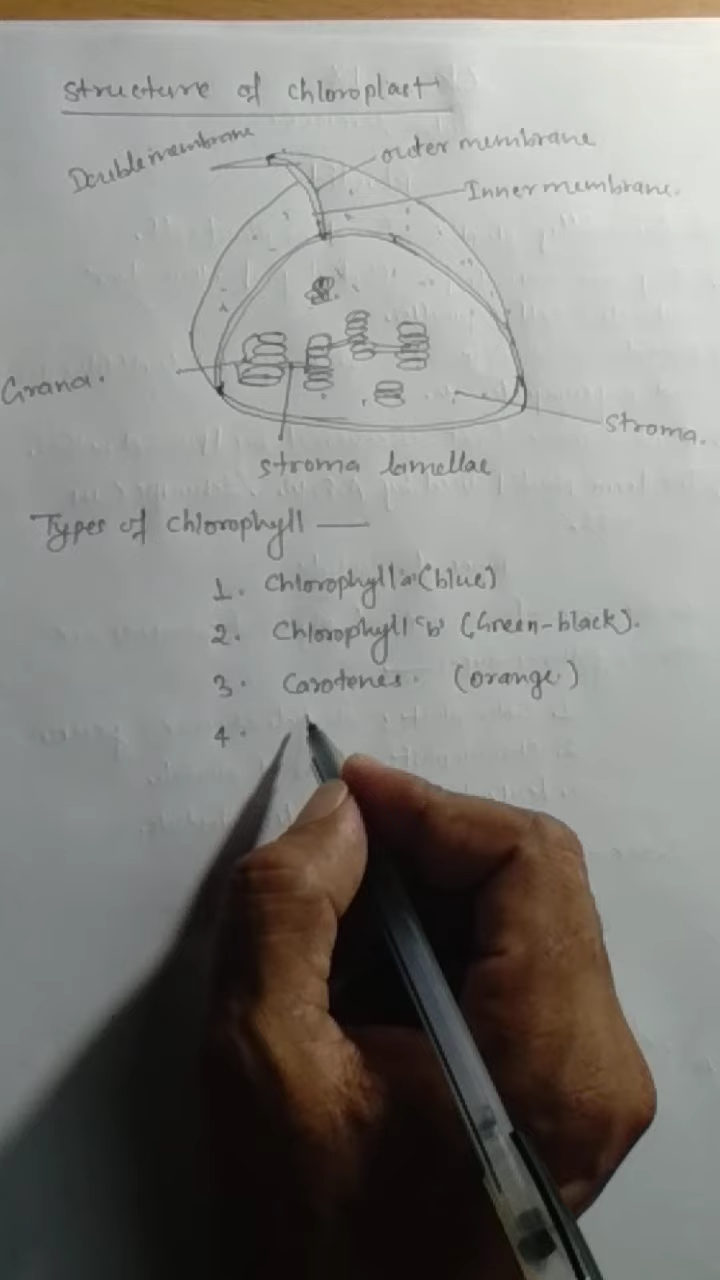 Structure of chloroplast
Double membrane
outer membrane
Inner membrane.
Grana.
Stroma.
stroma lamellae
Types of chlorophyll —
1. Chlorophyll 'a' (blue)
2. Chlorophyll 'b' (Green-black).
3. Carotenes. (orange)
4.